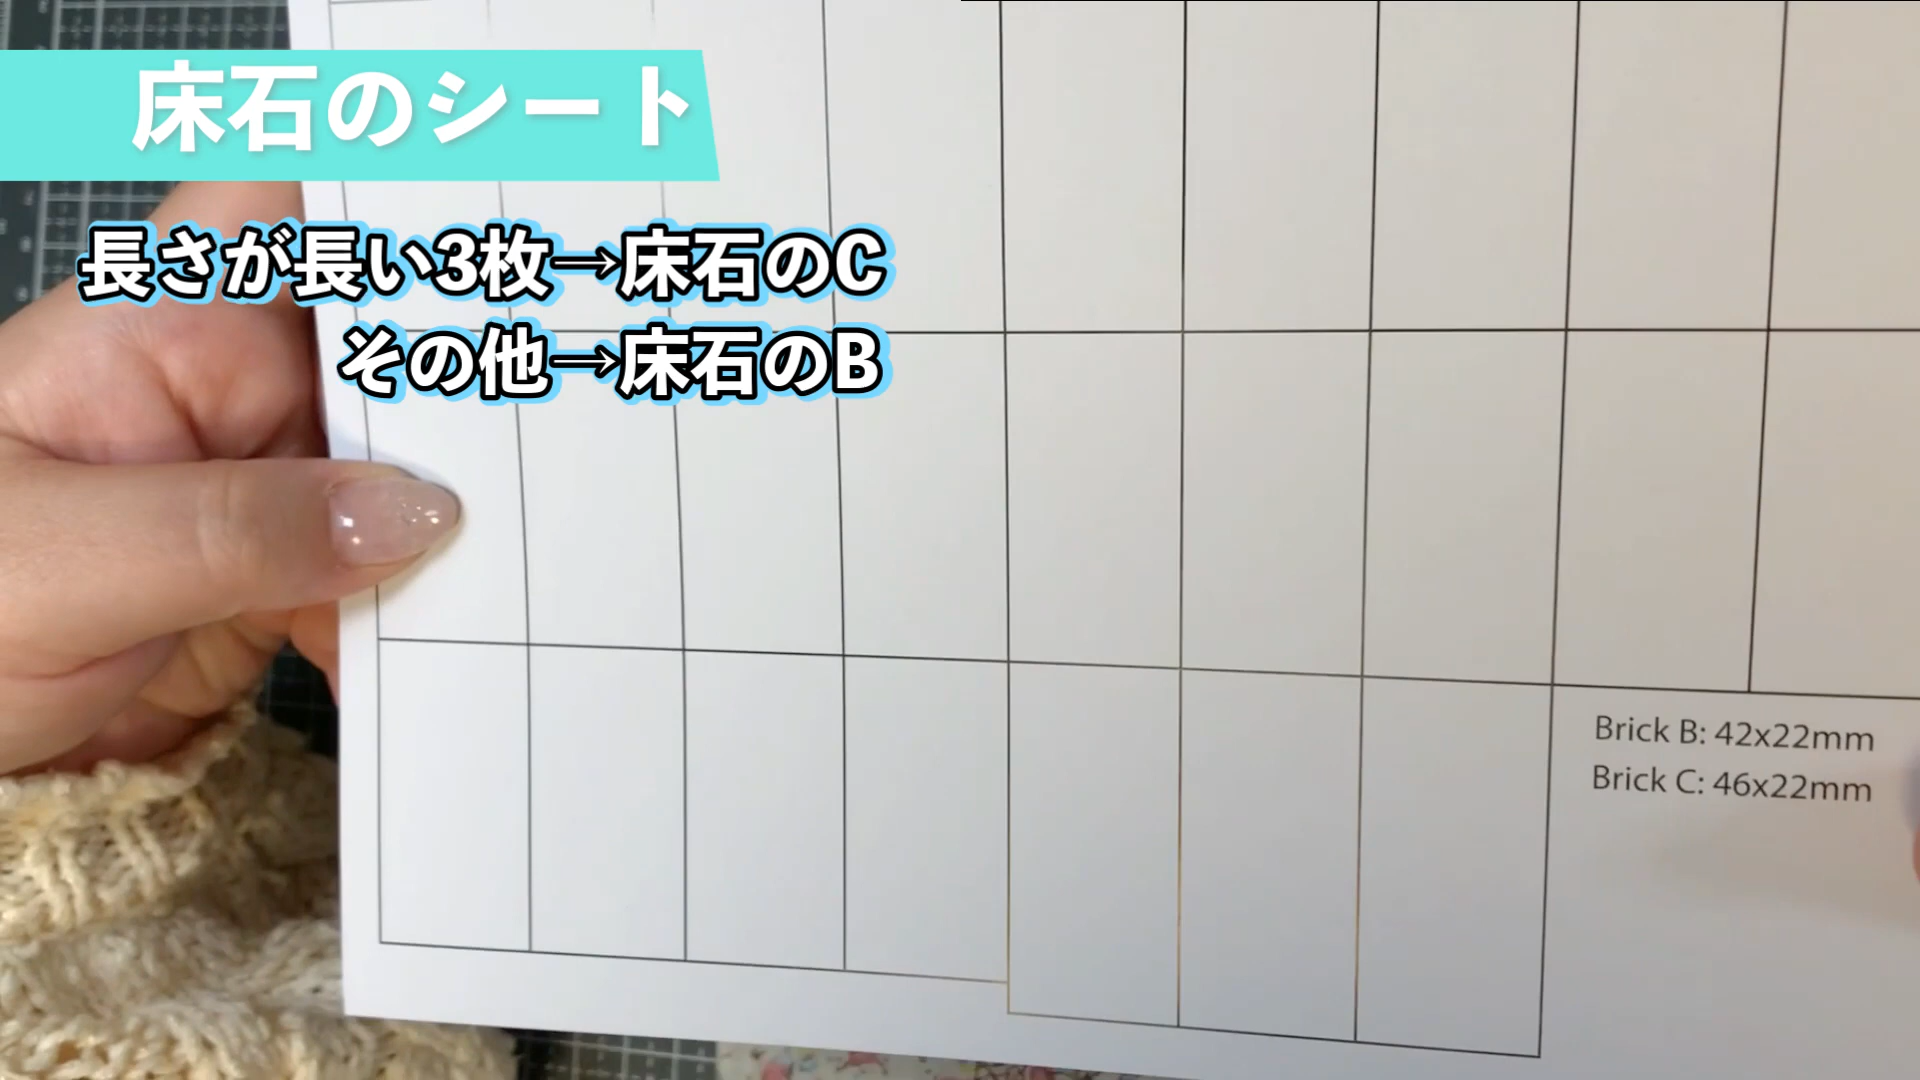 床石のシート
長さが長い3枚→床石のC
その他→床石のB
Brick B: 42x22mm
Brick C: 46x22mm